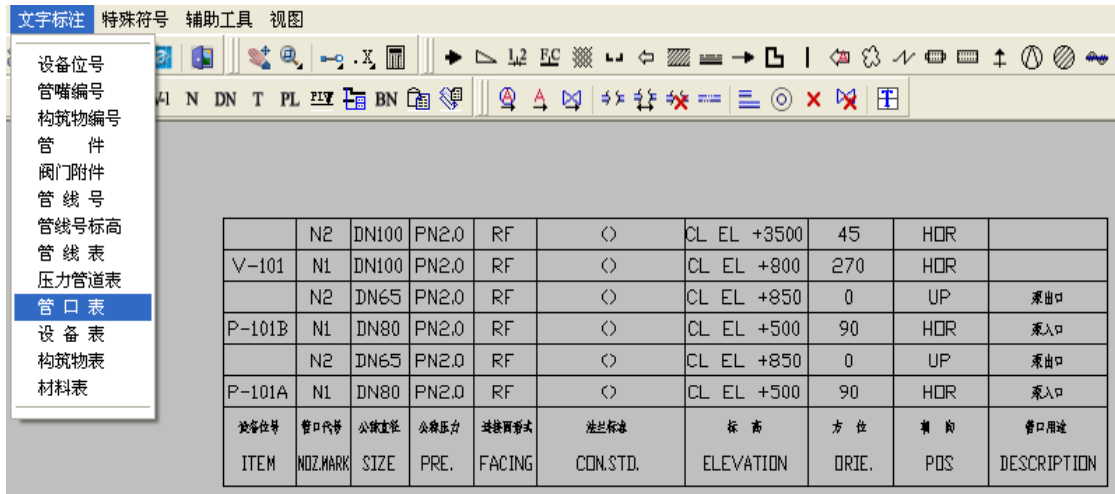 文字标注 特殊符号 辅助工具 视图
设备位号
管嘴编号
构筑物编号
管 件
阀门附件
管 线 号
管线号标高
管 线 表
压力管道表
管 口 表
设 备 表
构筑物表
材料表
.X, 1,2 E,C
N DN T PL BN
N2 DN100 PN2.0 RF () CL EL +3500 45 HOR
V-101 N1 DN100 PN2.0 RF () CL EL +800 270 HOR
N2 DN65 PN2.0 RF () CL EL +850 0 UP 泵出口
P-101B N1 DN80 PN2.0 RF () CL EL +500 90 HOR 泵入口
N2 DN65 PN2.0 RF () CL EL +850 0 UP 泵出口
P-101A N1 DN80 PN2.0 RF () CL EL +500 90 HOR 泵入口
设备位号 管口代号 公称直径 公称压力 连接面形式 法兰标准 标 高 方 位 朝 向 管口用途
ITEM NOZ.MARK SIZE PRE. FACING CON.STD. ELEVATION ORIE. POS DESCRIPTION